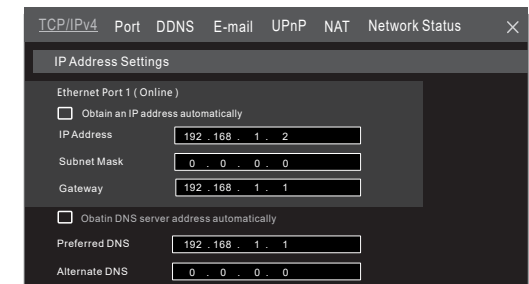 TCP/IPv4 Port DDNS E-mail UPnP NAT Network Status ×
IP Address Settings
Ethernet Port 1 ( Online )
Obtain an IP address automatically
IP Address 192 . 168 . 1 . 2
Subnet Mask 0 . 0 . 0 . 0
Gateway 192 . 168 . 1 . 1
Obatin DNS server address automatically
Preferred DNS 192 . 168 . 1 . 1
Alternate DNS 0 . 0 . 0 . 0